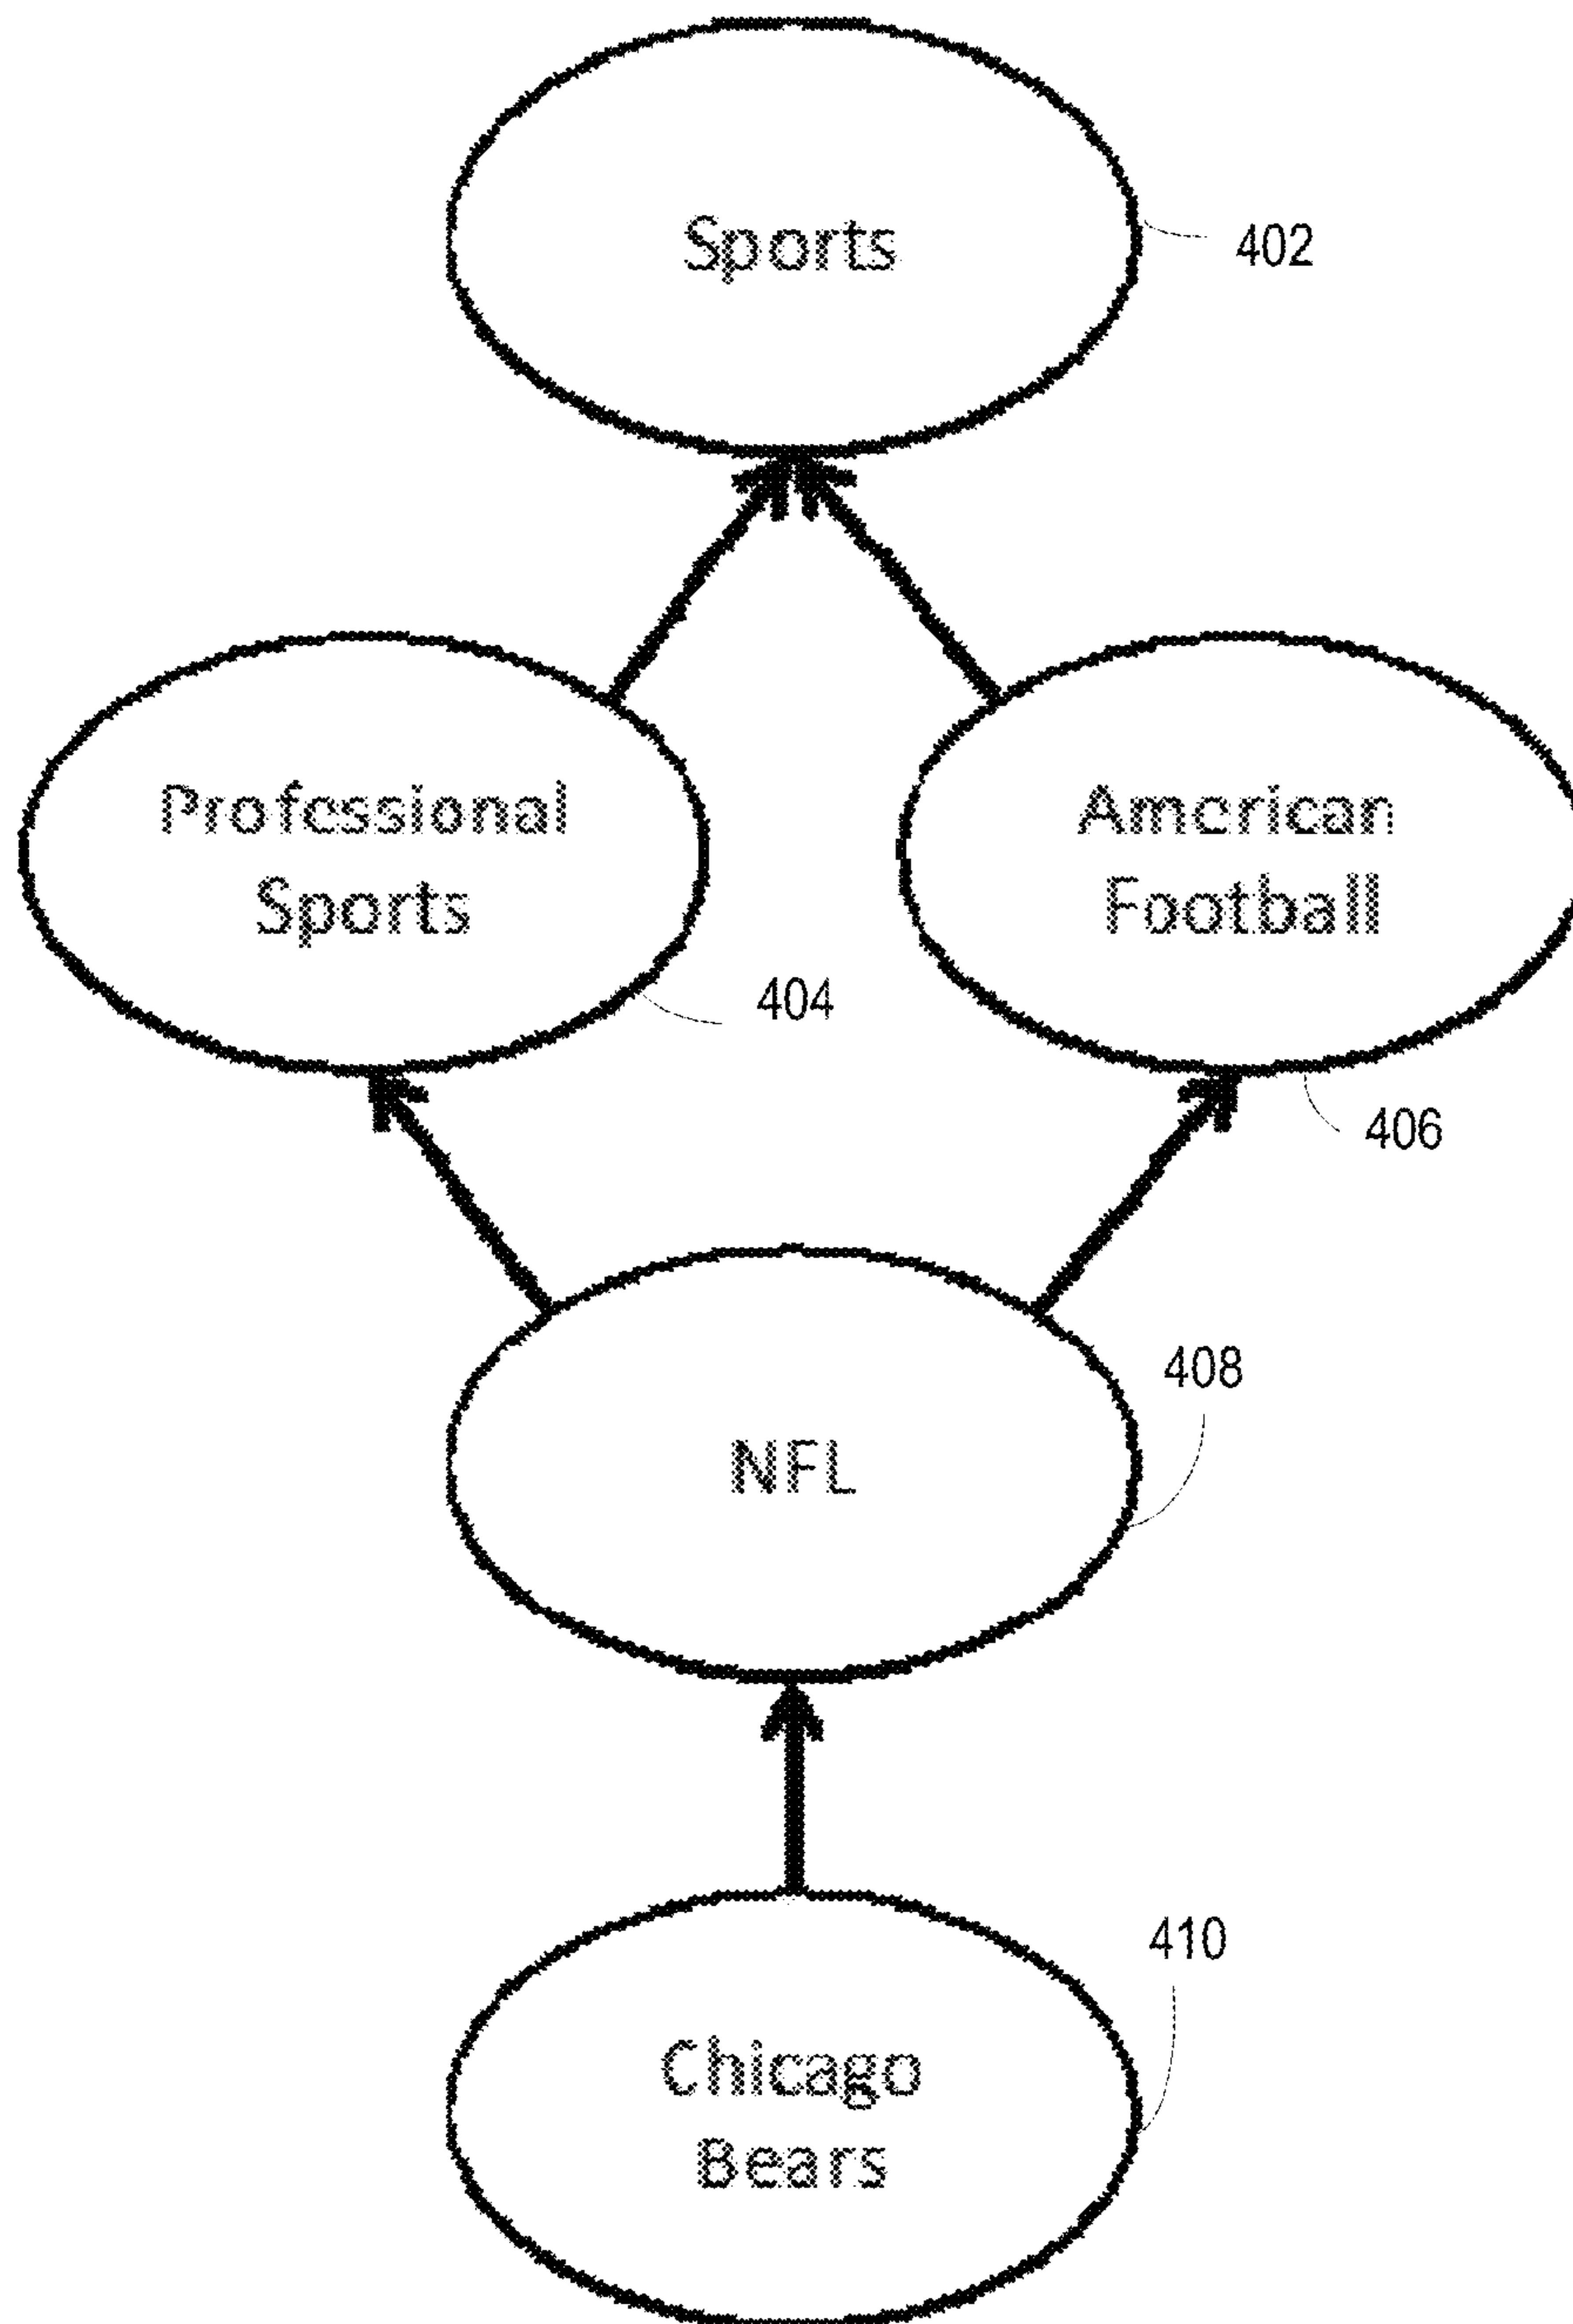 Sports
402
Professional
Sports
American
Football
404
406
408
NFL
410
Chicago
Bears